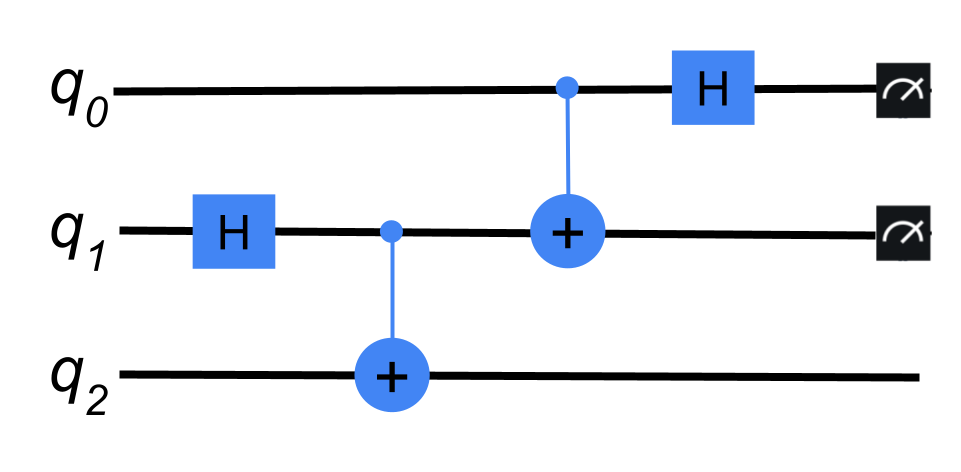 q0 H
q1 H +
q2 +